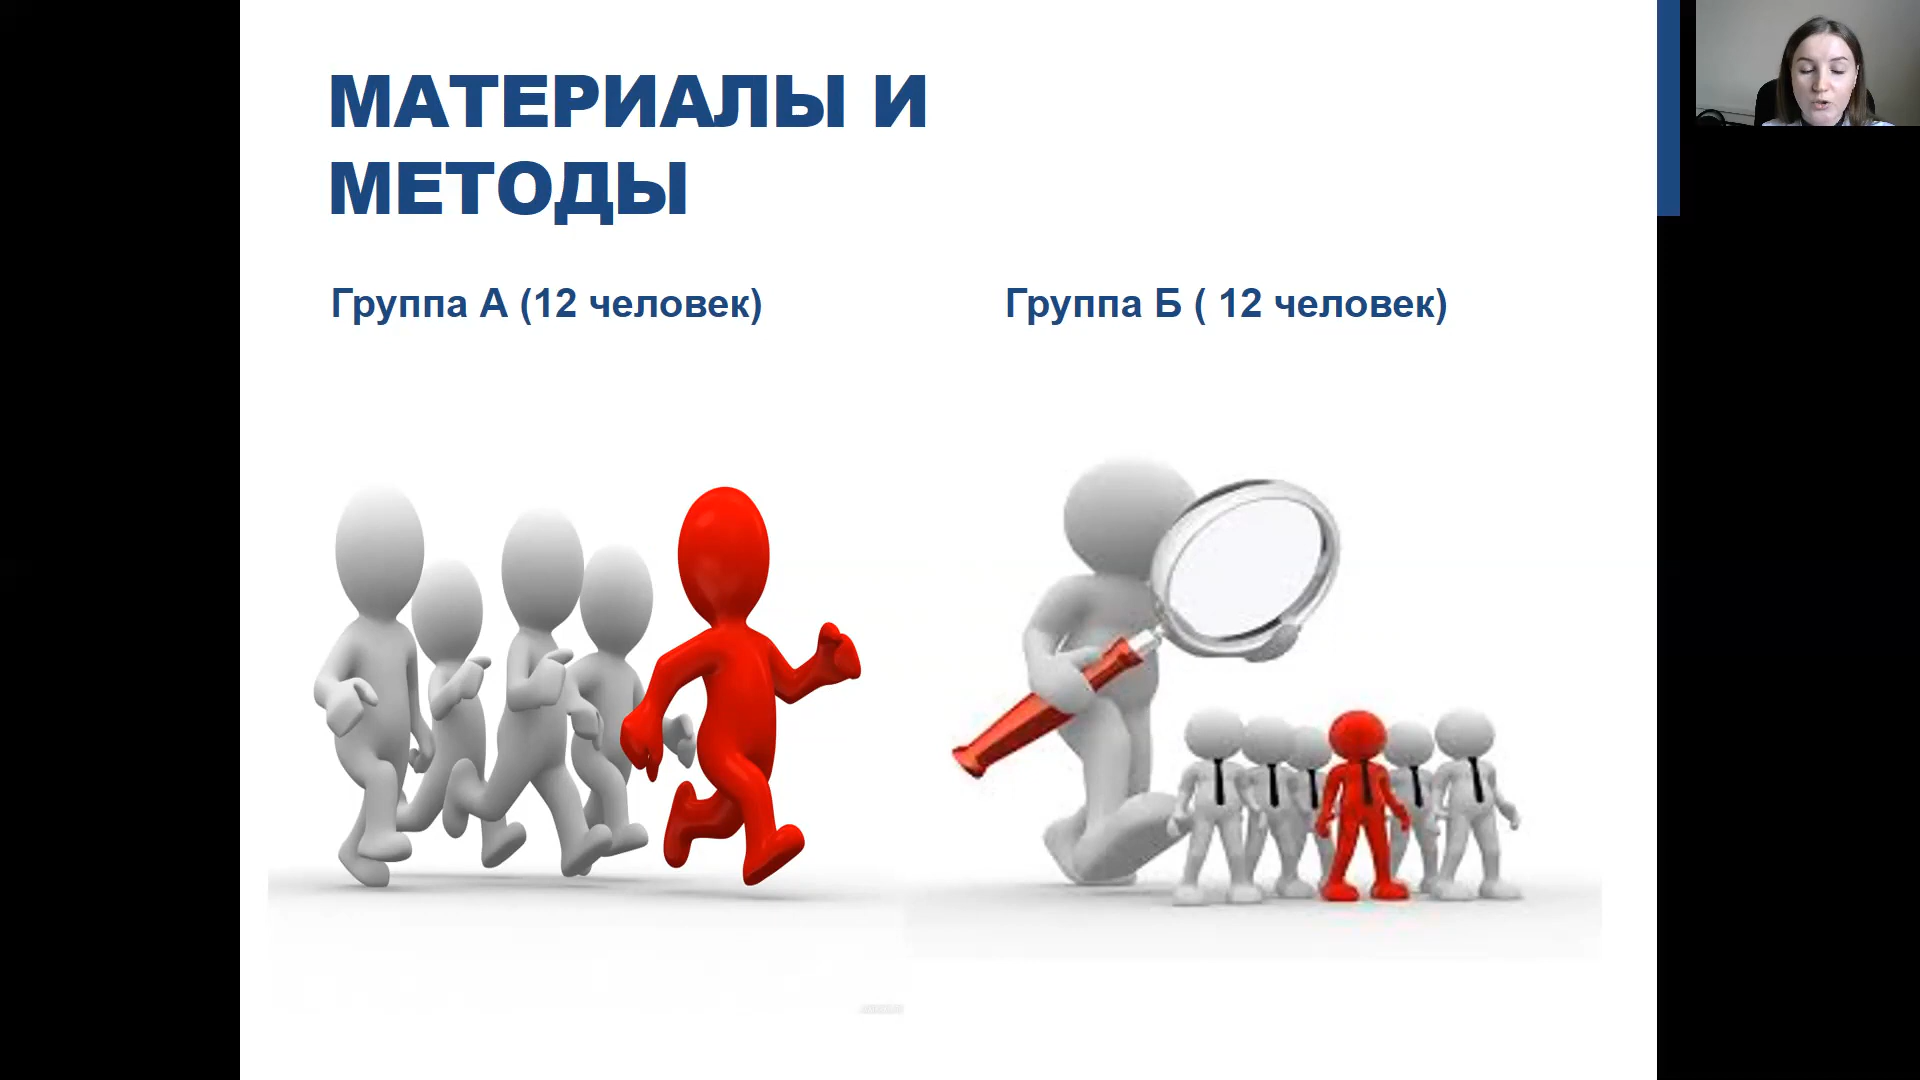 МАТЕРИАЛЫ И
МЕТОДЫ
Группа А (12 человек)
Группа Б ( 12 человек)